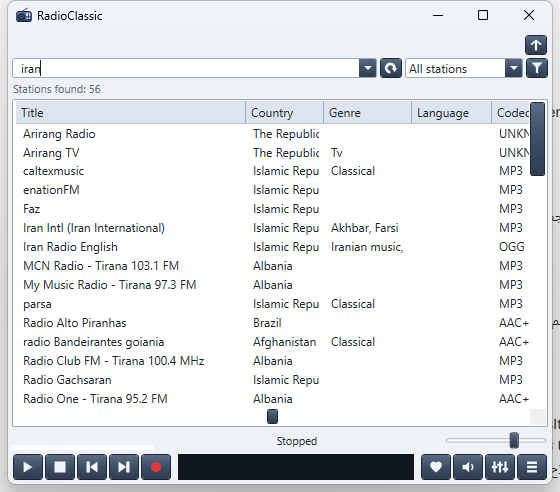 RadioClassic
iran
All stations
Stations found: 56
Title Country Genre Language Codec
Arirang Radio The Republic UNKN
Arirang TV The Republic Tv UNKN
caltexmusic Islamic Repu Classical MP3
enationFM Islamic Repu MP3
Faz Islamic Repu MP3
Iran Intl (Iran International) Islamic Repu Akhbar, Farsi MP3
Iran Radio English Islamic Repu Iranian music, OGG
MCN Radio - Tirana 103.1 FM Albania MP3
My Music Radio - Tirana 97.3 FM Albania MP3
parsa Islamic Repu Classical MP3
Radio Alto Piranhas Brazil AAC+
radio Bandeirantes goiania Afghanistan Classical AAC+
Radio Club FM - Tirana 100.4 MHz Albania MP3
Radio Gachsaran Islamic Repu MP3
Radio One - Tirana 95.2 FM Albania AAC+
Stopped